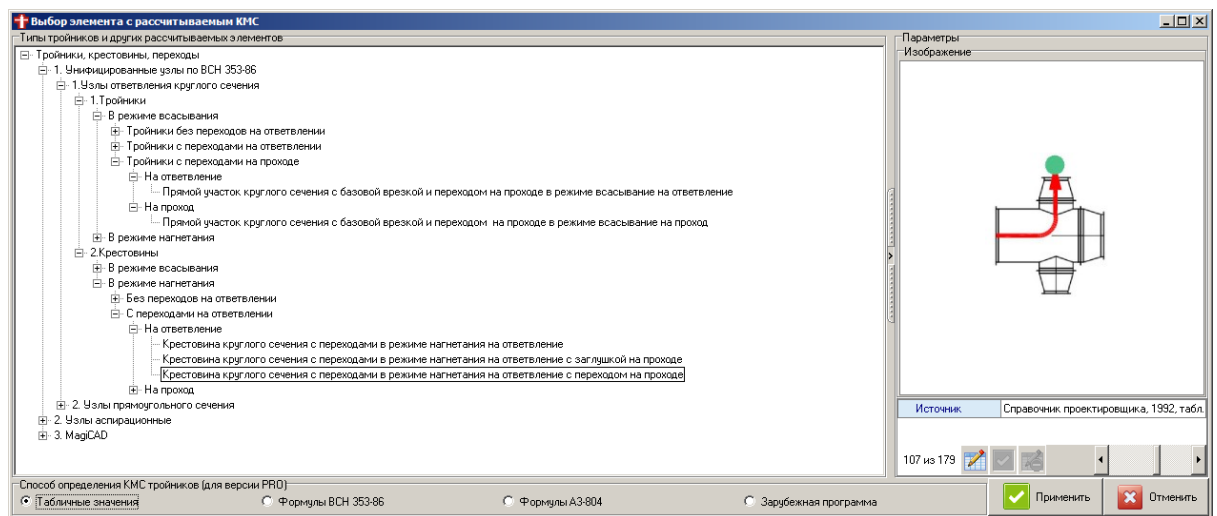 Выбор элемента с рассчитываемым КМС
Типы тройников и других рассчитываемых элементов
Тройники, крестовины, переходы
1. Унифицированные узлы по ВСН 353-86
1.Узлы ответвления круглого сечения
1.Тройники
В режиме всасывания
Тройники без переходов на ответвлении
Тройники с переходами на ответвлении
Тройники с переходами на проходе
На ответвление
Прямой участок круглого сечения с базовой врезкой и переходом на проходе в режиме всасывание на ответвление
На проход
Прямой участок круглого сечения с базовой врезкой и переходом на проходе в режиме всасывание на проход
В режиме нагнетания
2.Крестовины
В режиме всасывания
В режиме нагнетания
Без переходов на ответвлении
С переходами на ответвлении
На ответвление
Крестовина круглого сечения с переходами в режиме нагнетания на ответвление
Крестовина круглого сечения с переходами в режиме нагнетания на ответвление с заглушкой на проходе
Крестовина круглого сечения с переходами в режиме нагнетания на ответвление с переходом на проходе
На проход
2. Узлы прямоугольного сечения
2. Узлы аспирационные
3. MagiCAD
Параметры
Изображение
Источник Справочник проектировщика, 1992, табл.
107 из 179
Способ определения КМС тройников (для версии PRO)
Табличные значения Формулы ВСН 353-86 Формулы А3-804 Зарубежная программа
Применить Отменить